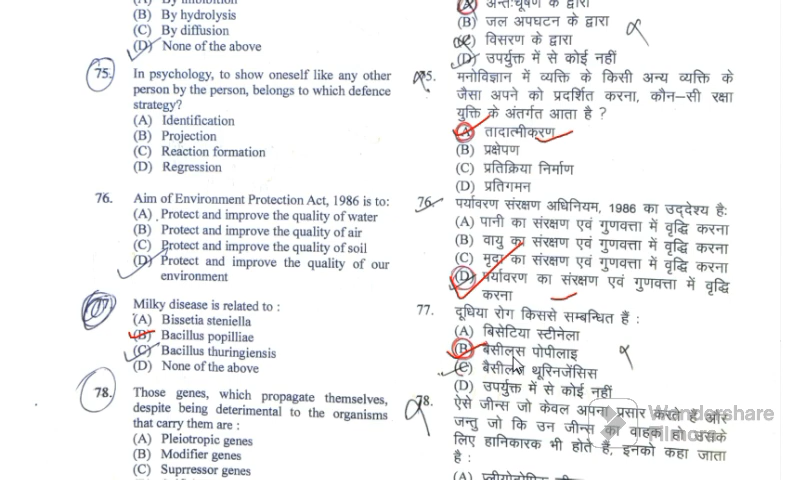 (A) By imbibition
(B) By hydrolysis
(C) By diffusion
(D) None of the above
75. In psychology, to show oneself like any other
person by the person, belongs to which defence
strategy?
(A) Identification
(B) Projection
(C) Reaction formation
(D) Regression
76. Aim of Environment Protection Act, 1986 is to:
(A) Protect and improve the quality of water
(B) Protect and improve the quality of air
(C) Protect and improve the quality of soil
(D) Protect and improve the quality of our
environment
Milky disease is related to :
(A) Bissetia steniella
(B) Bacillus popilliae
(C) Bacillus thuringiensis
(D) None of the above
78. Those genes, which propagate themselves,
despite being deterimental to the organisms
that carry them are :
(A) Pleiotropic genes
(B) Modifier genes
(C) Suprressor genes
(A) अन्तःचूषण के द्वारा
(B) जल अपघटन के द्वारा
(C) विसरण के द्वारा
(D) उपर्युक्त में से कोई नहीं
75. मनोविज्ञान में व्यक्ति के किसी अन्य व्यक्ति के
जैसा अपने को प्रदर्शित करना, कौन–सी रक्षा
युक्ति के अंतर्गत आता है ?
(A) तादात्मीकरण
(B) प्रक्षेपण
(C) प्रतिक्रिया निर्माण
(D) प्रतिगमन
76. पर्यावरण संरक्षण अधिनियम, 1986 का उद्देश्य है:
(A) पानी का संरक्षण एवं गुणवत्ता में वृद्धि करना
(B) वायु का संरक्षण एवं गुणवत्ता में वृद्धि करना
(C) मृदा का संरक्षण एवं गुणवत्ता में वृद्धि करना
(D) पर्यावरण का संरक्षण एवं गुणवत्ता में वृद्धि
करना
77. दूधिया रोग किससे सम्बन्धित हैं :
(A) बिसेटिया स्टीनेला
(B) बैसीलस पोपीलाइ
(C) बैसीलस थूरिनजेंसिस
(D) उपर्युक्त में से कोई नहीं
78. ऐसे जीन्स जो केवल अपना प्रसार करते हैं और
जन्तु जो कि उन जीन्स का वाहक हो उसके
लिए हानिकारक भी होते हैं, इनको कहा जाता
है :
Wondershare
Filmora